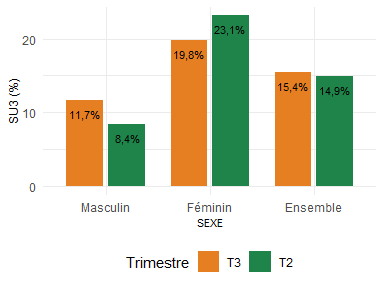 SU3 (%)
20
10
0
11,7%
8,4%
19,8%
23,1%
15,4%
14,9%
Masculin
Féminin
Ensemble
SEXE
Trimestre T3 T2